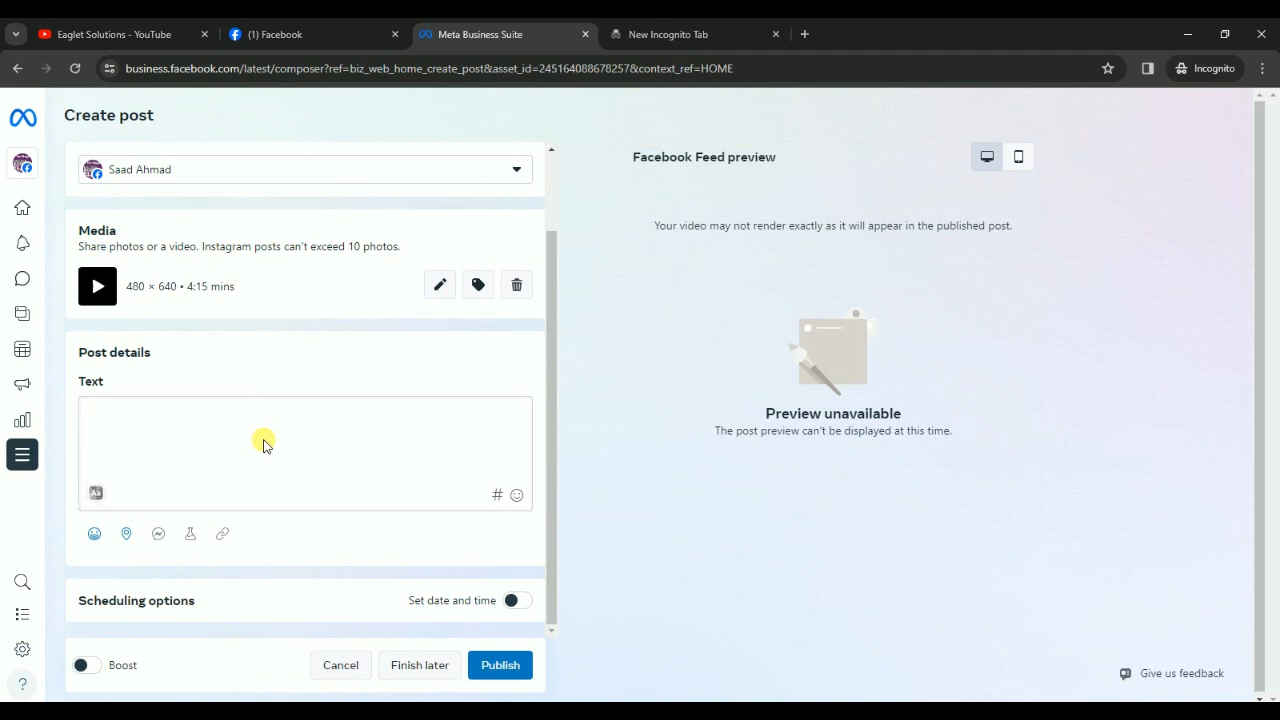 Eaglet Solutions - YouTube
(1) Facebook
Meta Business Suite
New Incognito Tab
business.facebook.com/latest/composer?ref=biz_web_home_create_post&asset_id=245164088678257&context_ref=HOME
Incognito
Create post
Saad Ahmad
Facebook Feed preview
Your video may not render exactly as it will appear in the published post.
Media
Share photos or a video. Instagram posts can't exceed 10 photos.
480 × 640 • 4:15 mins
Post details
Text
Preview unavailable
The post preview can't be displayed at this time.
Aa
#
Scheduling options
Set date and time
Boost
Cancel
Finish later
Publish
?
Give us feedback